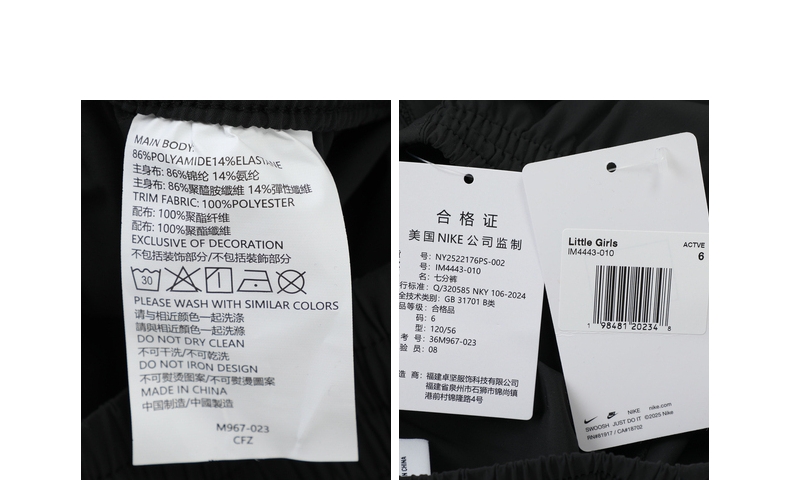 MAIN BODY:
86%POLYAMIDE14%ELASTANE
主身布: 86%锦纶 14%氨纶
主身布: 86%聚醯胺纖維 14%彈性纖維
TRIM FABRIC: 100%POLYESTER
配布: 100%聚酯纤维
配布: 100%聚酯纖維
EXCLUSIVE OF DECORATION
不包括装饰部分/不包括裝飾部分
30
PLEASE WASH WITH SIMILAR COLORS
请与相近颜色一起洗涤
請與相近顏色一起洗滌
DO NOT DRY CLEAN
不可干洗/不可乾洗
DO NOT IRON DESIGN
不可熨烫图案/不可熨燙圖案
MADE IN CHINA
中国制造/中國製造
M967-023
CFZ
合格证
美国NIKE公司监制
号: NY2522176PS-002
号: IM4443-010
名: 七分裤
行标准: Q/320585 NKY 106-2024
全技术类别: GB 31701 B类
品等级: 合格品
码: 6
型: 120/56
考 号: 36M967-023
验 员: 08
造 商: 福建卓坚服饰科技有限公司
福建省泉州市石狮市锦尚镇
港前村锦隆路4号
Little Girls
IM4443-010
ACTVE
6
1 98481 20234 8
NIKE nike.com
SWOOSH JUST DO IT ©2025 Nike
RN#81917 / CA#18702
N CHINA